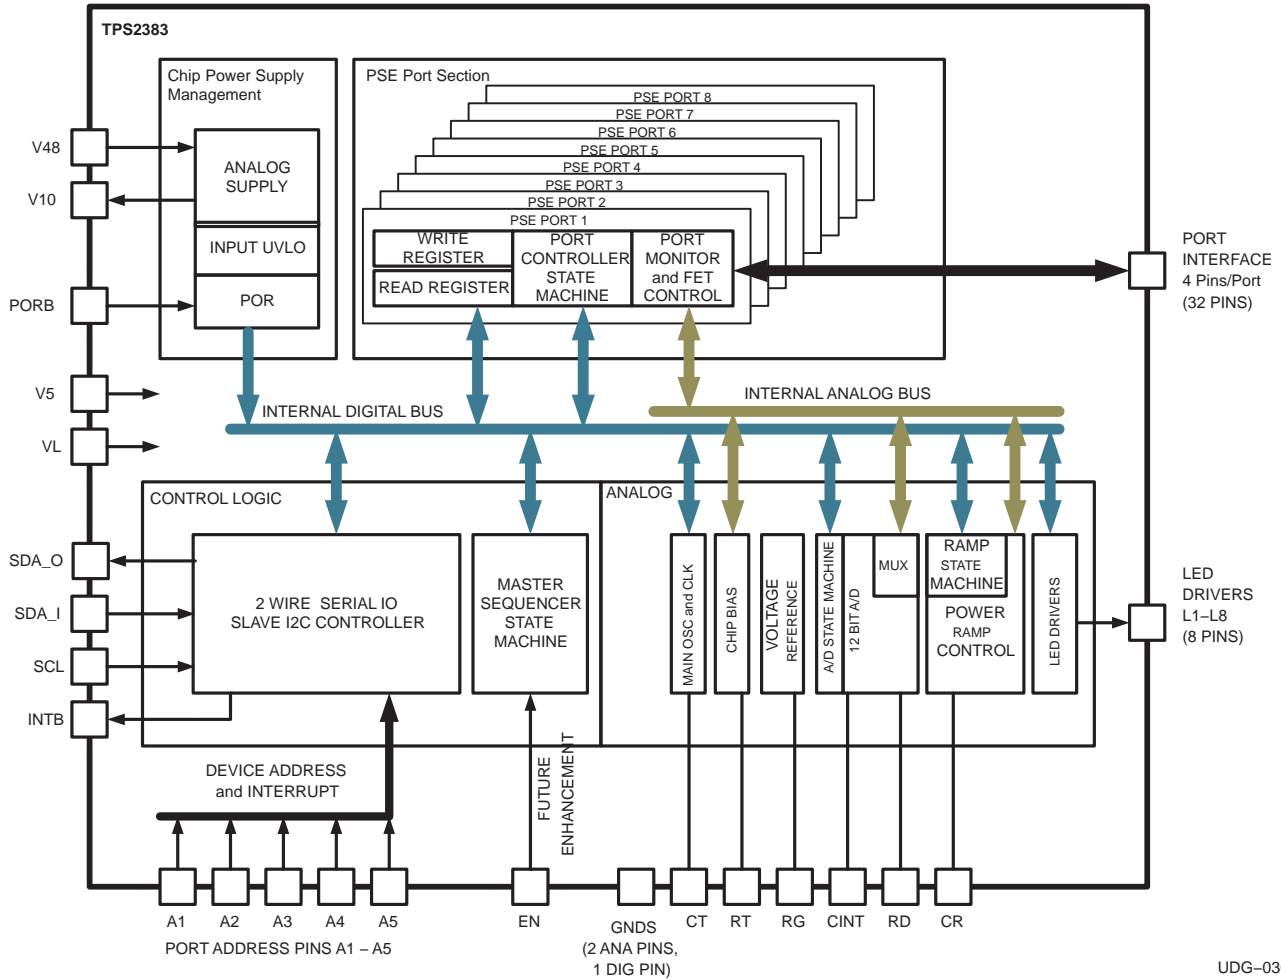 TPS2383
Chip Power Supply
Management
PSE Port Section
PSE PORT 8
PSE PORT 7
PSE PORT 6
PSE PORT 5
PSE PORT 4
PSE PORT 3
PSE PORT 2
PSE PORT 1
V48
V10
PORB
V5
VL
ANALOG
SUPPLY
INPUT UVLO
POR
WRITE
REGISTER
READ REGISTER
PORT
CONTROLLER
STATE
MACHINE
PORT
MONITOR
and FET
CONTROL
PORT
INTERFACE
4 Pins/Port
(32 PINS)
INTERNAL DIGITAL BUS
INTERNAL ANALOG BUS
CONTROL LOGIC
ANALOG
SDA_O
SDA_I
SCL
INTB
2 WIRE SERIAL IO
SLAVE I2C CONTROLLER
MASTER
SEQUENCER
STATE
MACHINE
MAIN OSC and CLK
CHIP BIAS
VOLTAGE
REFERENCE
A/D STATE MACHINE
12 BIT A/D
MUX
RAMP
STATE
MACHINE
POWER
RAMP
CONTROL
LED DRIVERS
LED
DRIVERS
L1–L8
(8 PINS)
DEVICE ADDRESS
and INTERRUPT
FUTURE
ENHANCEMENT
A1
A2
A3
A4
A5
EN
GNDS
(2 ANA PINS,
1 DIG PIN)
CT
RT
RG
CINT
RD
CR
PORT ADDRESS PINS A1 – A5
UDG–03